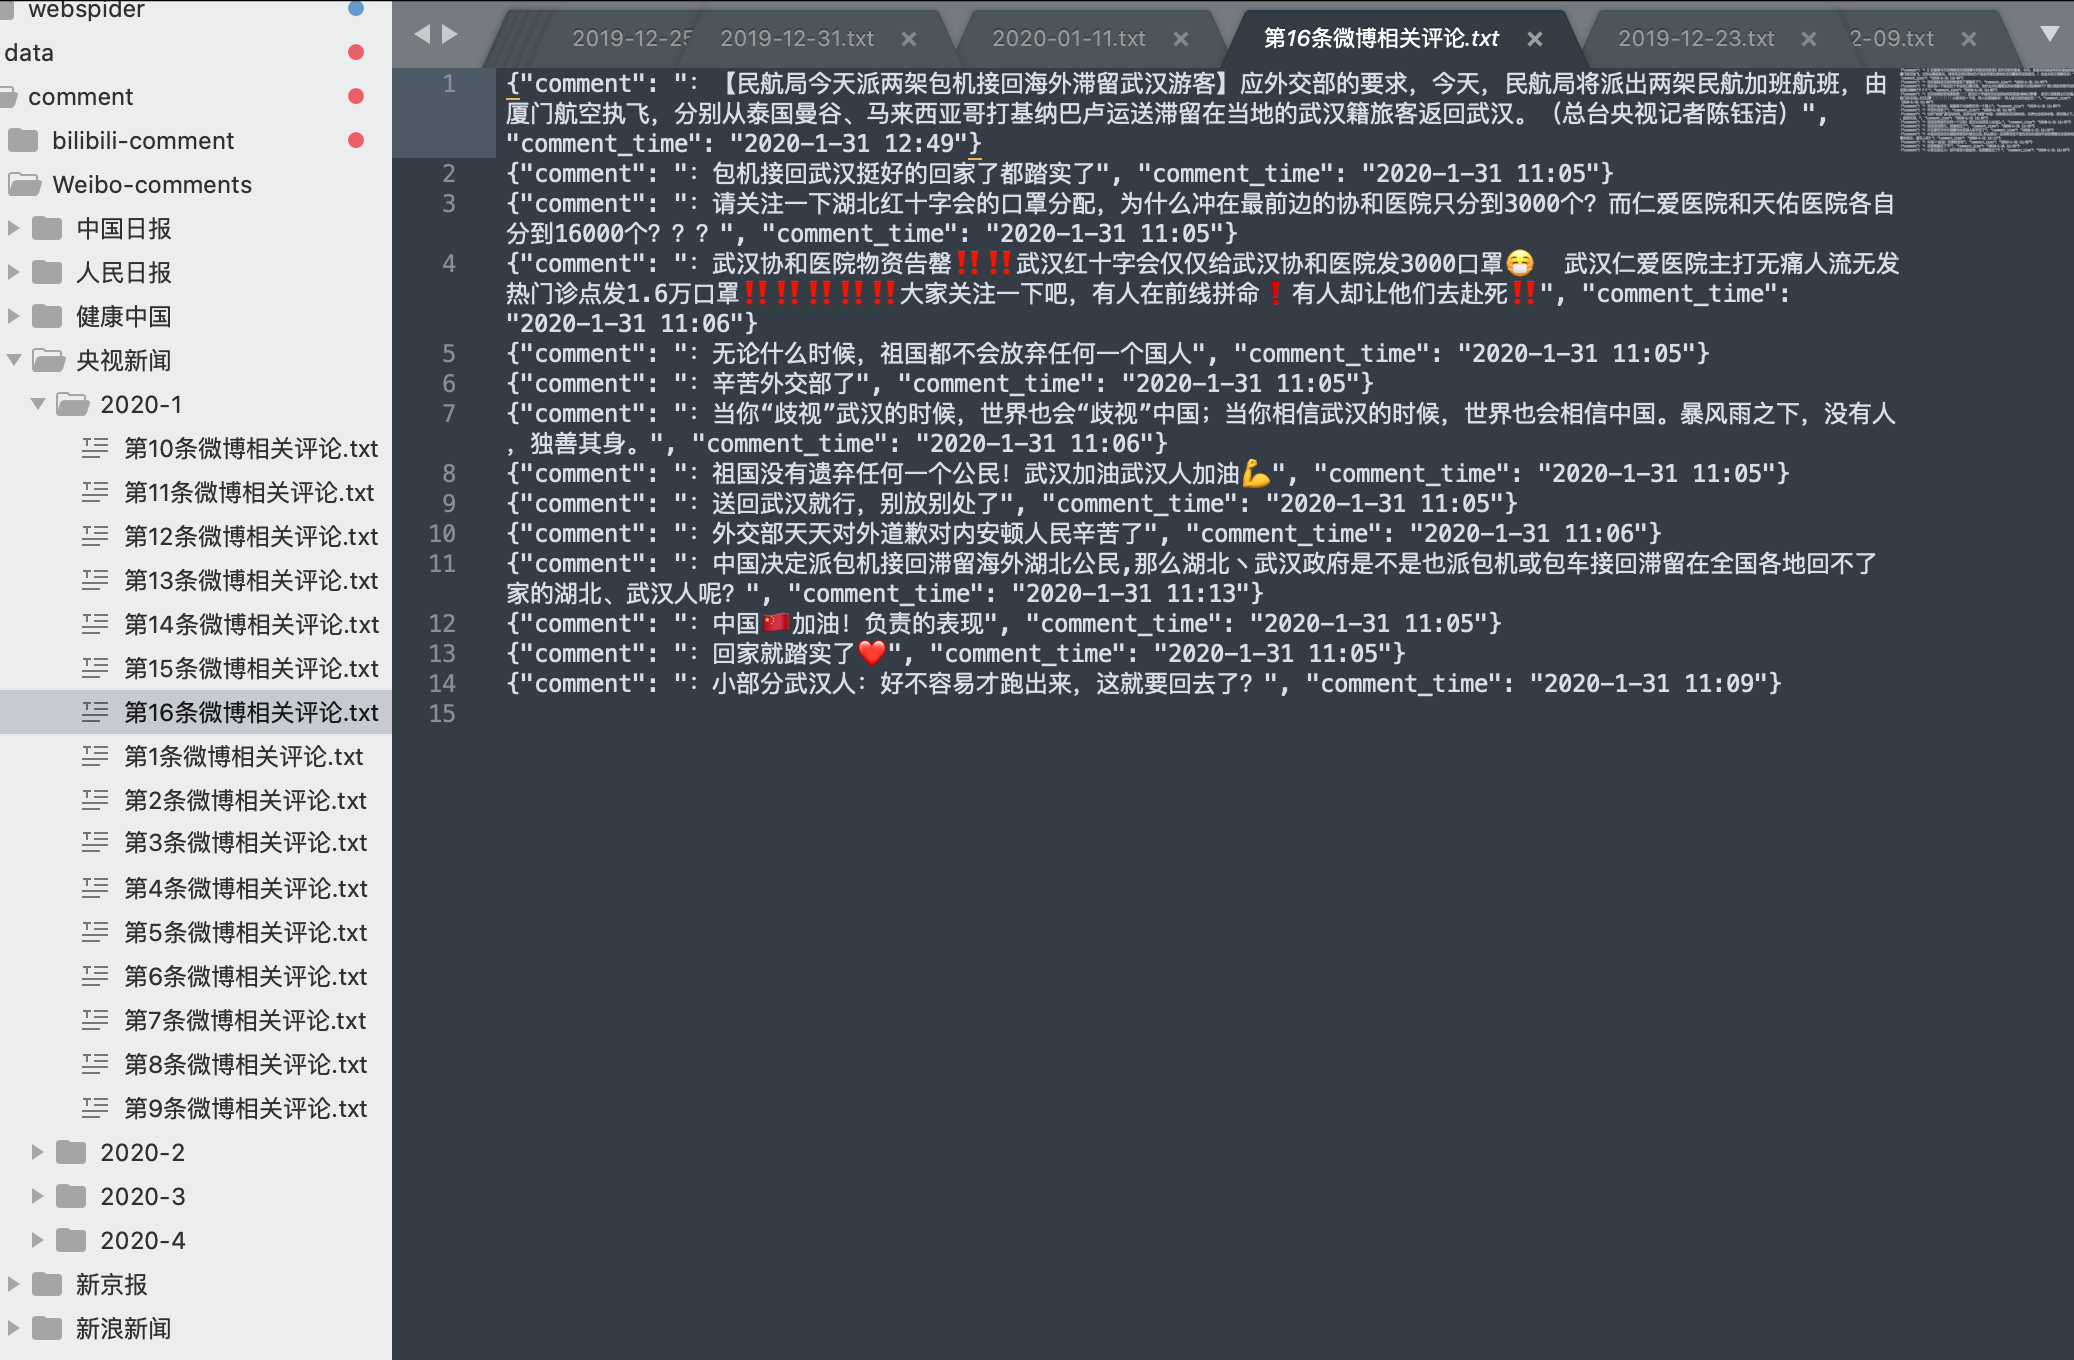 webspider
data
comment
bilibili-comment
Weibo-comments
中国日报
人民日报
健康中国
央视新闻
2020-1
第10条微博相关评论.txt
第11条微博相关评论.txt
第12条微博相关评论.txt
第13条微博相关评论.txt
第14条微博相关评论.txt
第15条微博相关评论.txt
第16条微博相关评论.txt
第1条微博相关评论.txt
第2条微博相关评论.txt
第3条微博相关评论.txt
第4条微博相关评论.txt
第5条微博相关评论.txt
第6条微博相关评论.txt
第7条微博相关评论.txt
第8条微博相关评论.txt
第9条微博相关评论.txt
2020-2
2020-3
2020-4
新京报
新浪新闻
2019-12-25 2019-12-31.txt 2020-01-11.txt 第16条微博相关评论.txt 2019-12-23.txt 2-09.txt
1 {"comment": "：【民航局今天派两架包机接回海外滞留武汉游客】应外交部的要求，今天，民航局将派出两架民航加班航班，由
厦门航空执飞，分别从泰国曼谷、马来西亚哥打基纳巴卢运送滞留在当地的武汉籍旅客返回武汉。（总台央视记者陈钰洁）",
"comment_time": "2020-1-31 12:49"}
2 {"comment": "：包机接回武汉挺好的回家了都踏实了", "comment_time": "2020-1-31 11:05"}
3 {"comment": "：请关注一下湖北红十字会的口罩分配，为什么冲在最前边的协和医院只分到3000个？而仁爱医院和天佑医院各自
分到16000个？？？", "comment_time": "2020-1-31 11:05"}
4 {"comment": "：武汉协和医院物资告罄‼️‼️武汉红十字会仅仅给武汉协和医院发3000口罩😷　武汉仁爱医院主打无痛人流无发
热门诊点发1.6万口罩‼️‼️‼️‼️‼️大家关注一下吧，有人在前线拼命❗有人却让他们去赴死‼️", "comment_time":
"2020-1-31 11:06"}
5 {"comment": "：无论什么时候，祖国都不会放弃任何一个国人", "comment_time": "2020-1-31 11:05"}
6 {"comment": "：辛苦外交部了", "comment_time": "2020-1-31 11:05"}
7 {"comment": "：当你“歧视”武汉的时候，世界也会“歧视”中国；当你相信武汉的时候，世界也会相信中国。暴风雨之下，没有人
，独善其身。", "comment_time": "2020-1-31 11:06"}
8 {"comment": "：祖国没有遗弃任何一个公民！武汉加油武汉人加油💪", "comment_time": "2020-1-31 11:05"}
9 {"comment": "：送回武汉就行，别放别处了", "comment_time": "2020-1-31 11:05"}
10 {"comment": "：外交部天天对外道歉对内安顿人民辛苦了", "comment_time": "2020-1-31 11:06"}
11 {"comment": "：中国决定派包机接回滞留海外湖北公民,那么湖北丶武汉政府是不是也派包机或包车接回滞留在全国各地回不了
家的湖北、武汉人呢？", "comment_time": "2020-1-31 11:13"}
12 {"comment": "：中国🇨🇳加油！负责的表现", "comment_time": "2020-1-31 11:05"}
13 {"comment": "：回家就踏实了❤️", "comment_time": "2020-1-31 11:05"}
14 {"comment": "：小部分武汉人：好不容易才跑出来，这就要回去了？", "comment_time": "2020-1-31 11:09"}
15